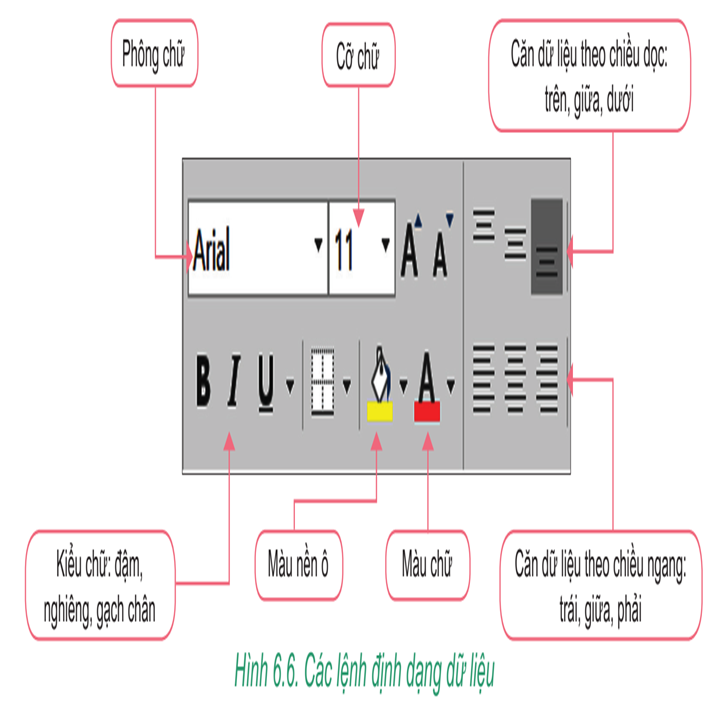 Phông chữ
Cỡ chữ
Căn dữ liệu theo chiều dọc:
trên, giữa, dưới
Arial
11
A
A
B I U
A
Kiểu chữ: đậm,
nghiêng, gạch chân
Màu nền ô
Màu chữ
Căn dữ liệu theo chiều ngang:
trái, giữa, phải
Hình 6.6. Các lệnh định dạng dữ liệu